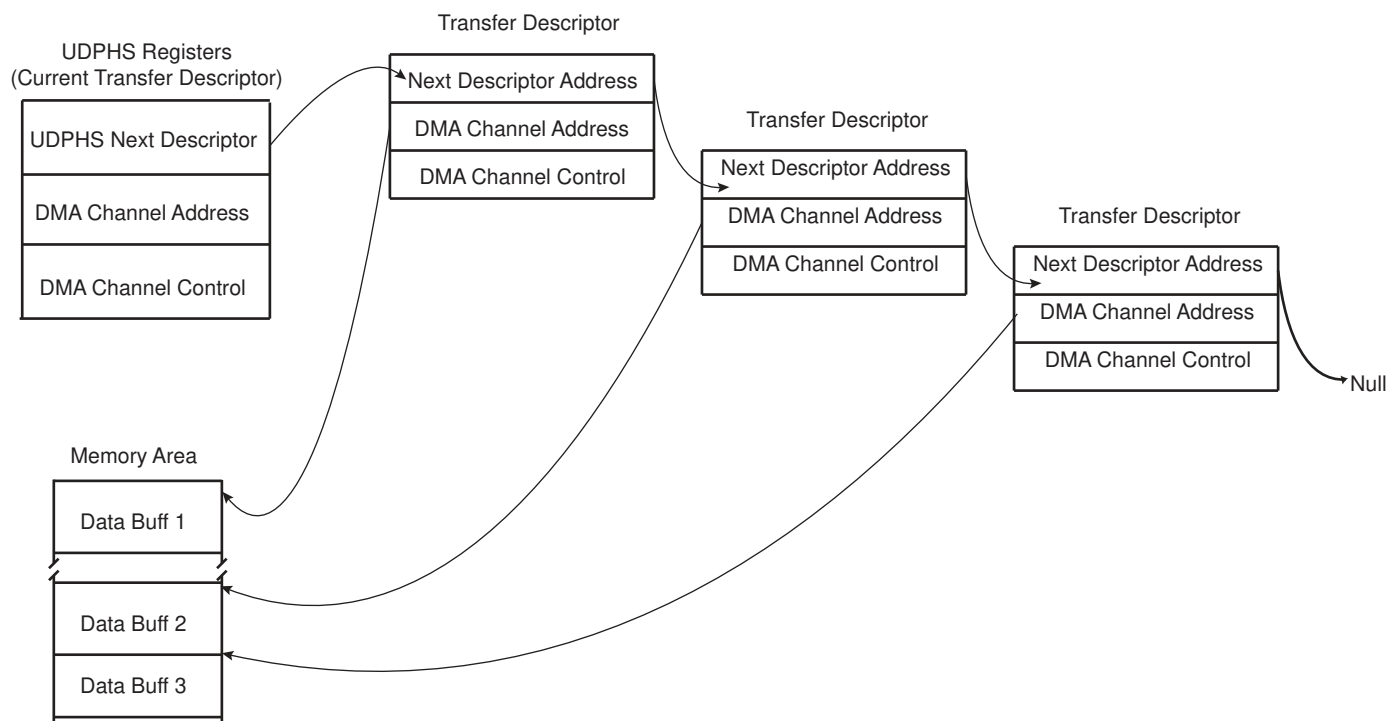 Transfer Descriptor
UDPHS Registers
(Current Transfer Descriptor)
Next Descriptor Address
UDPHS Next Descriptor
DMA Channel Address
Transfer Descriptor
DMA Channel Control
Next Descriptor Address
DMA Channel Address
DMA Channel Address
Transfer Descriptor
DMA Channel Control
Next Descriptor Address
DMA Channel Control
DMA Channel Address
DMA Channel Control
Null
Memory Area
Data Buff 1
Data Buff 2
Data Buff 3